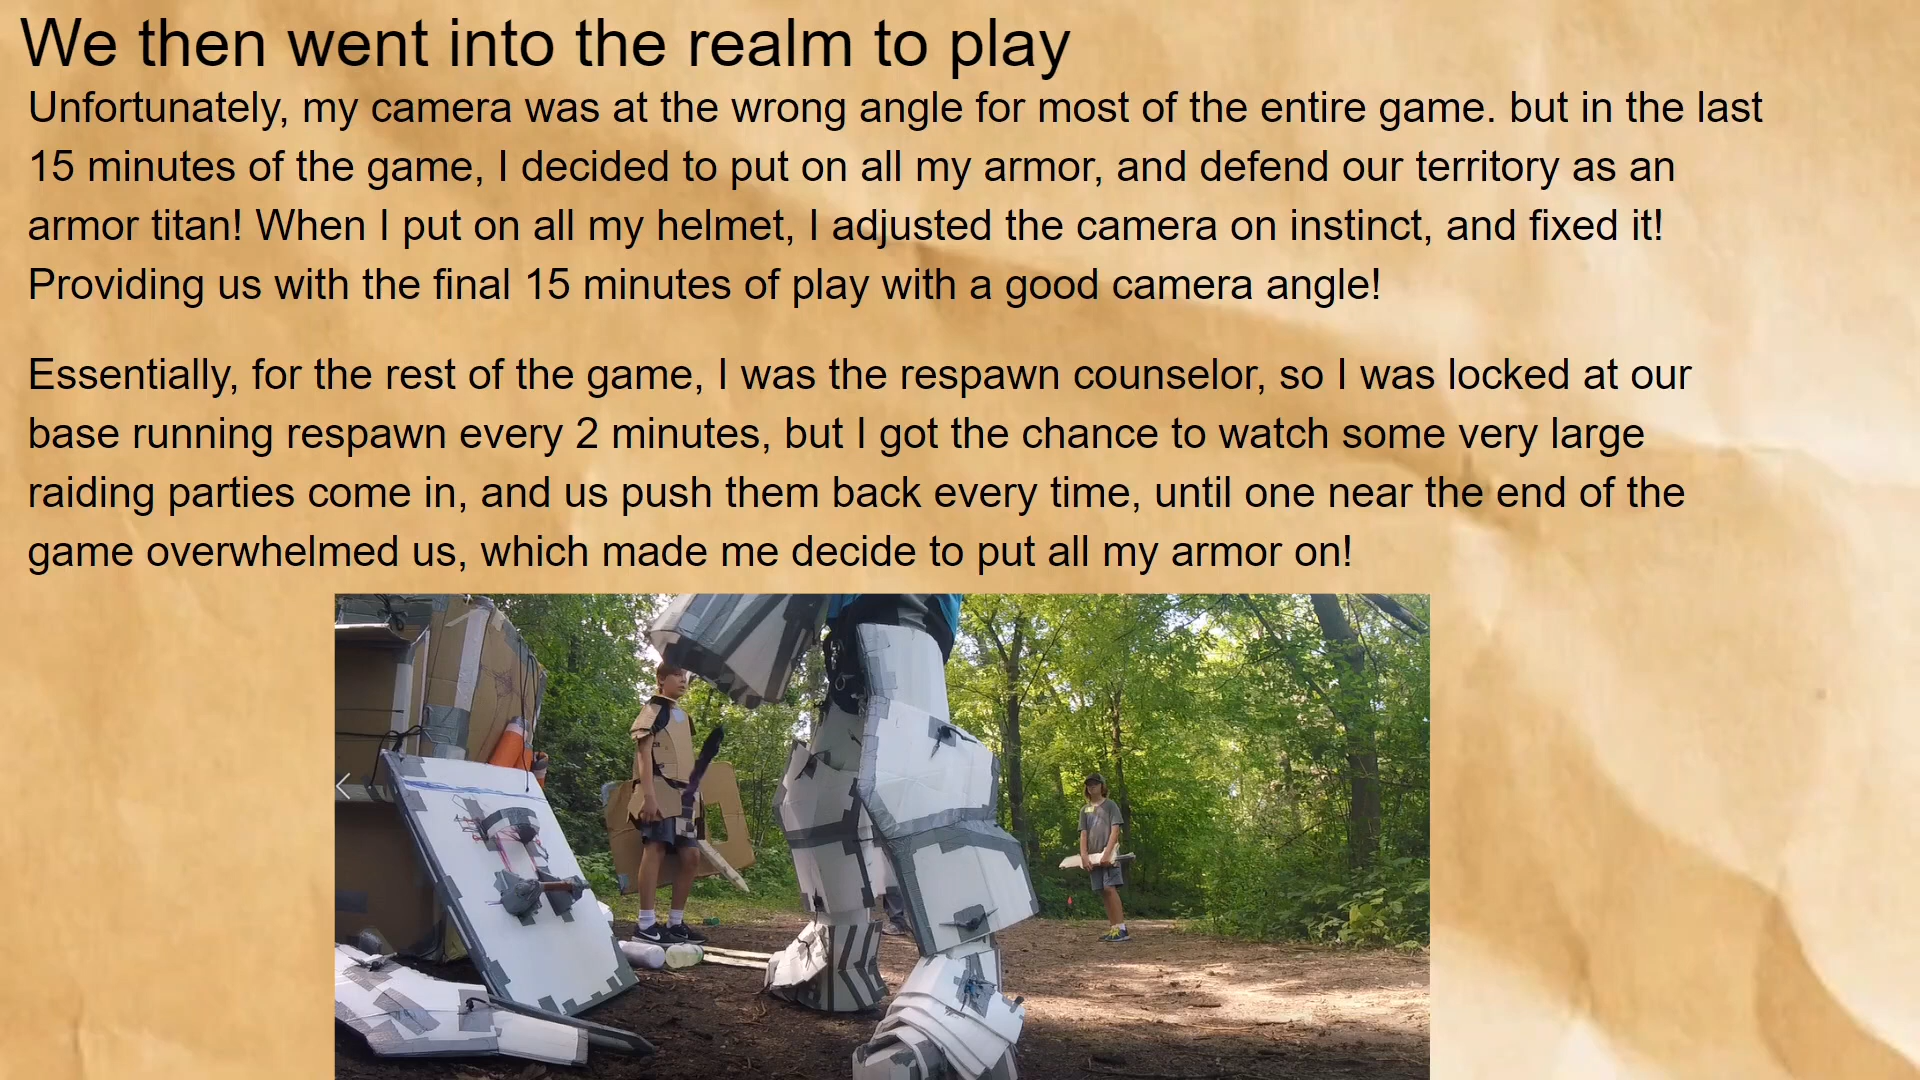 We then went into the realm to play
Unfortunately, my camera was at the wrong angle for most of the entire game. but in the last
15 minutes of the game, I decided to put on all my armor, and defend our territory as an
armor titan! When I put on all my helmet, I adjusted the camera on instinct, and fixed it!
Providing us with the final 15 minutes of play with a good camera angle!
Essentially, for the rest of the game, I was the respawn counselor, so I was locked at our
base running respawn every 2 minutes, but I got the chance to watch some very large
raiding parties come in, and us push them back every time, until one near the end of the
game overwhelmed us, which made me decide to put all my armor on!